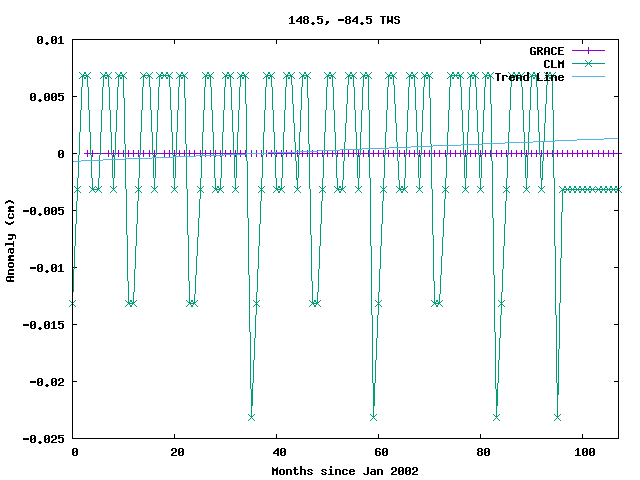 148.5, -84.5 TWS
0.01
0.005
0
-0.005
-0.01
-0.015
-0.02
-0.025
Anomaly (cm)
GRACE
CLM
Trend Line
0 20 40 60 80 100
Months since Jan 2002